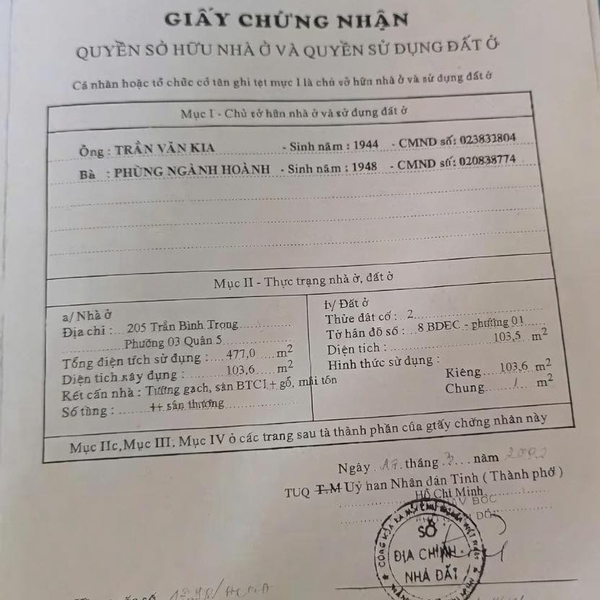 GIẤY CHỨNG NHẬN
QUYỀN SỞ HỮU NHÀ Ở VÀ QUYỀN SỬ DỤNG ĐẤT Ở
Cá nhân hoặc tổ chức có tên ghi tẹt mục I là chủ vở hữu nhà ở và sử dụng đất ở
Mục I - Chủ sở hữu nhà ở và sử dụng đất ở
Ông : TRẦN VĂN KIA - Sinh năm : 1944 - CMND số: 023833804
Bà : PHÙNG NGÀNH HOÀNH - Sinh năm : 1948 - CMND số: 020838774
Mục II - Thực trạng nhà ở, đất ở
a/ Nhà ở
Địa chỉ : 205 Trần Bình Trọng
Phường 03 Quận 5
Tổng diện tích sử dụng : 477,0 m2
Diện tích xây dựng : 103,6 m2
Kết cấn nhà : Tường gạch, sàn BTCT+ gỗ, mái tôn
Số tầng : ++ sân thượng
b/ Đất ở
Thửa đất cố : 2
Tờ bản đồ số : 8 BDEC - phường 01
Diện tích : 103,5 m2
Hình thức sử dụng :
Riêng 103,6 m2
Chung / m2
Mục IIc, Mục III, Mục IV ở các trang sau là thành phần của giấy chứng nhận này
Ngày 17 tháng 3 năm
TUQ T.M Uỷ ban Nhân dân Tỉnh ( Thành phố )
Hồ Chí Minh
SỞ
ĐỊA CHÍNH
NHÀ ĐẤT